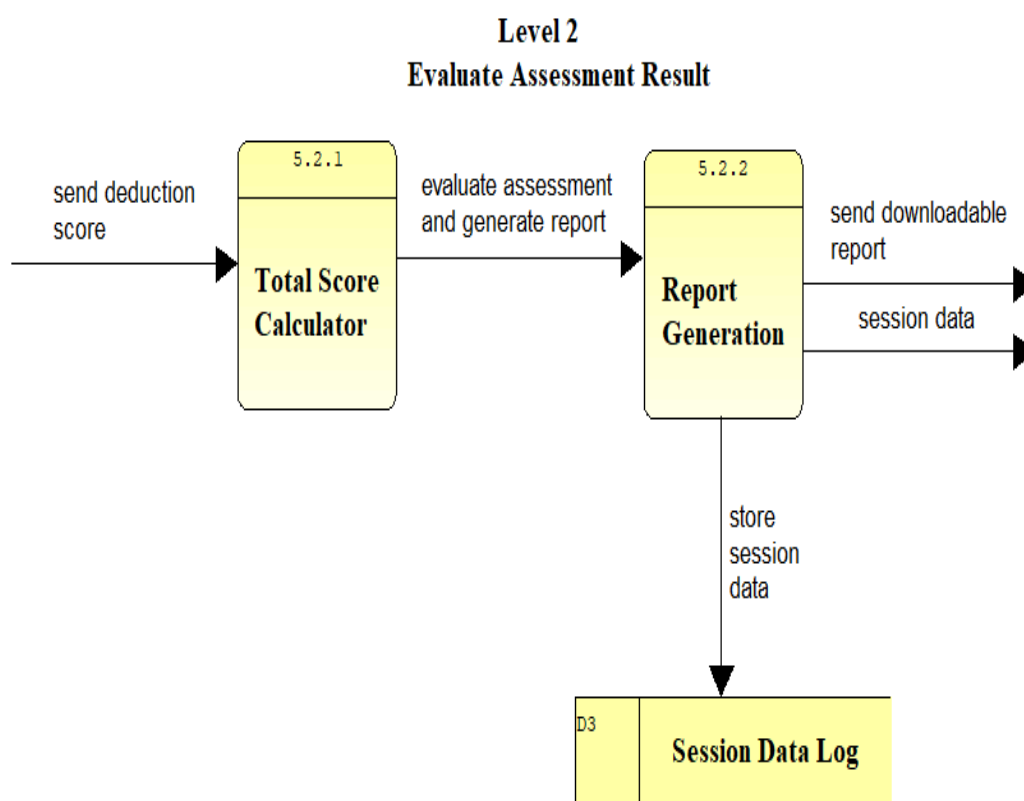 Level 2
Evaluate Assessment Result
5.2.1
5.2.2
send deduction
score
evaluate assessment
and generate report
send downloadable
report
Total Score
Calculator
Report
Generation
session data
store
session
data
D3
Session Data Log